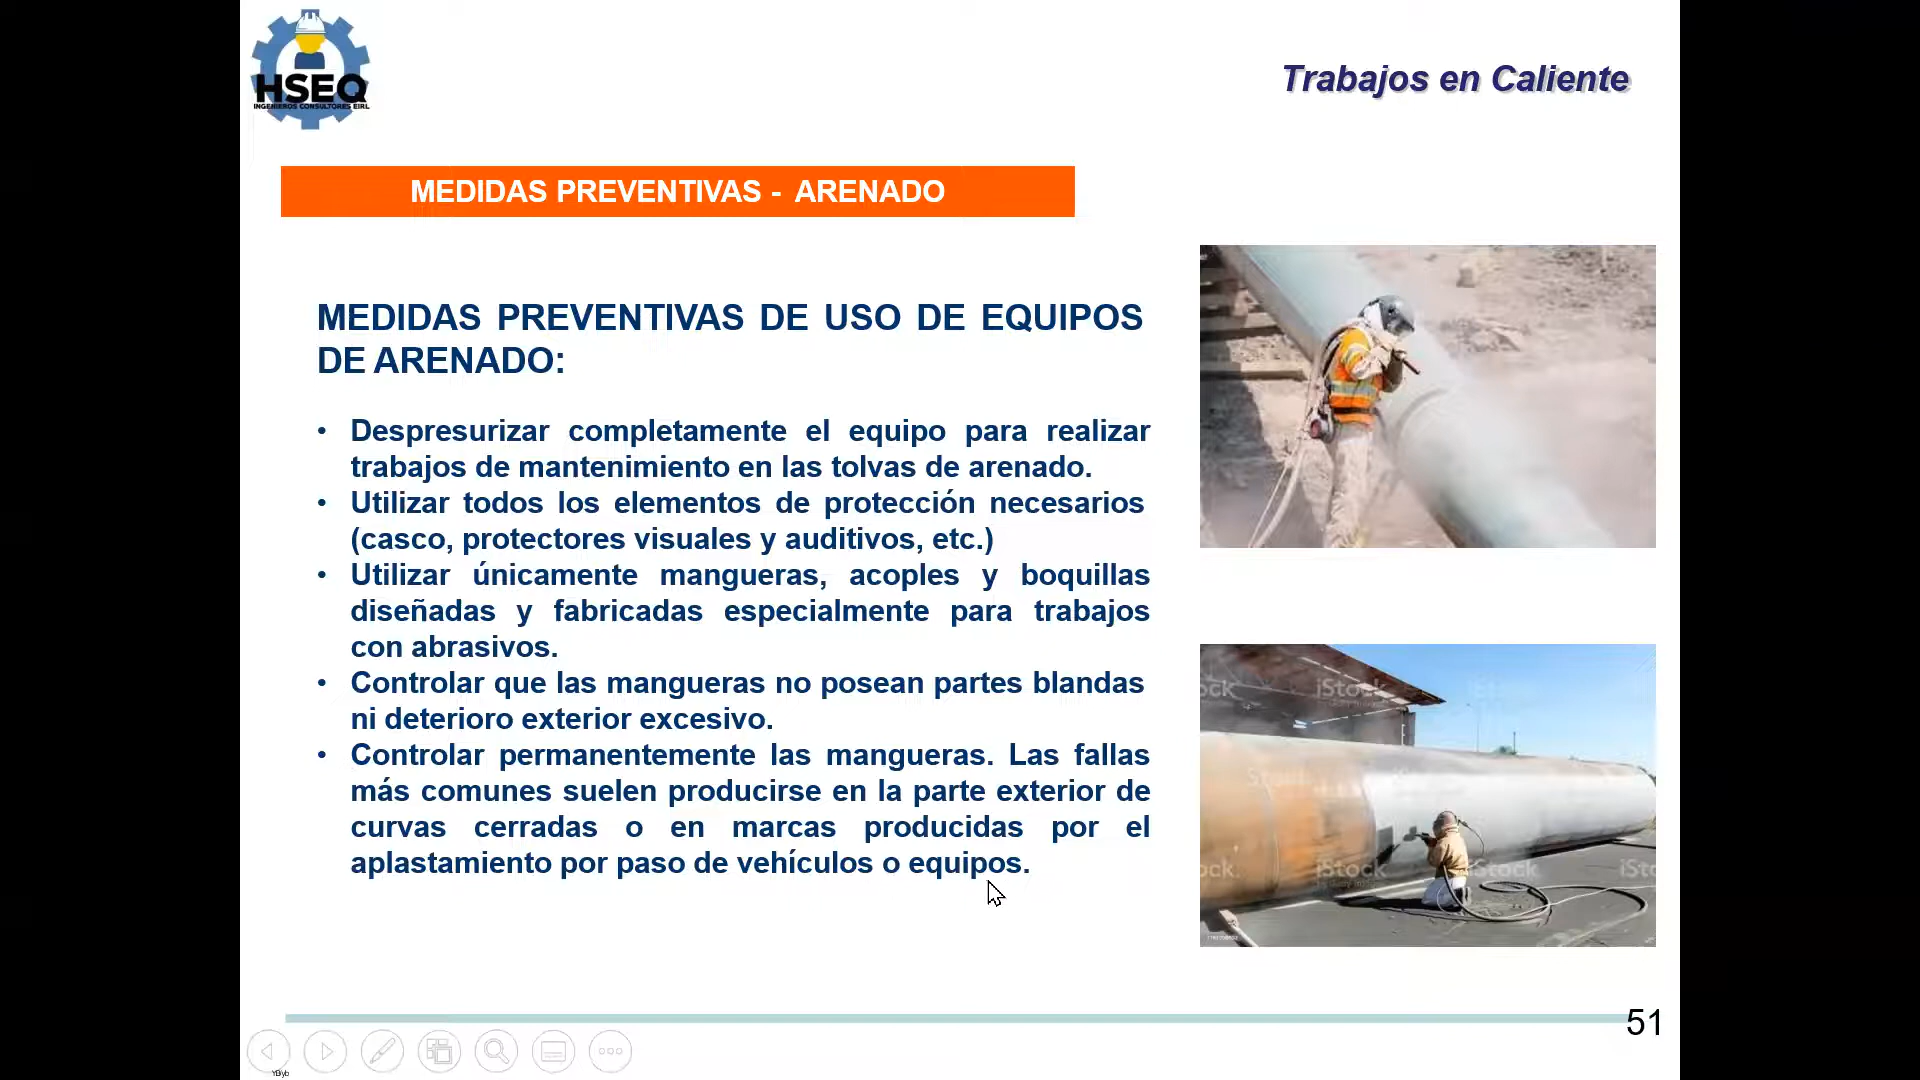 HSEQ
INGENIEROS CONSULTORES EIRL
Trabajos en Caliente
MEDIDAS PREVENTIVAS - ARENADO
MEDIDAS PREVENTIVAS DE USO DE EQUIPOS
DE ARENADO:
• Despresurizar completamente el equipo para realizar
trabajos de mantenimiento en las tolvas de arenado.
• Utilizar todos los elementos de protección necesarios
(casco, protectores visuales y auditivos, etc.)
• Utilizar únicamente mangueras, acoples y boquillas
diseñadas y fabricadas especialmente para trabajos
con abrasivos.
• Controlar que las mangueras no posean partes blandas
ni deterioro exterior excesivo.
• Controlar permanentemente las mangueras. Las fallas
más comunes suelen producirse en la parte exterior de
curvas cerradas o en marcas producidas por el
aplastamiento por paso de vehículos o equipos.
iStock
iStock
51